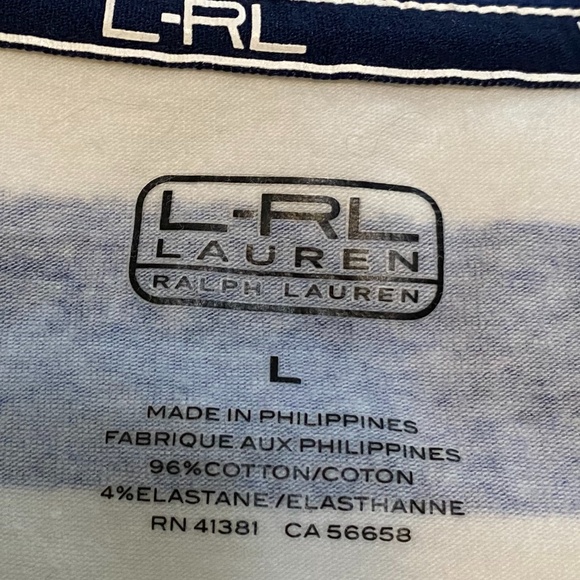 L-RL
L-RL
LAUREN
RALPH LAUREN
L
MADE IN PHILIPPINES
FABRIQUE AUX PHILIPPINES
96%COTTON/COTON
4%ELASTANE/ELASTHANNE
RN 41381 CA 56658